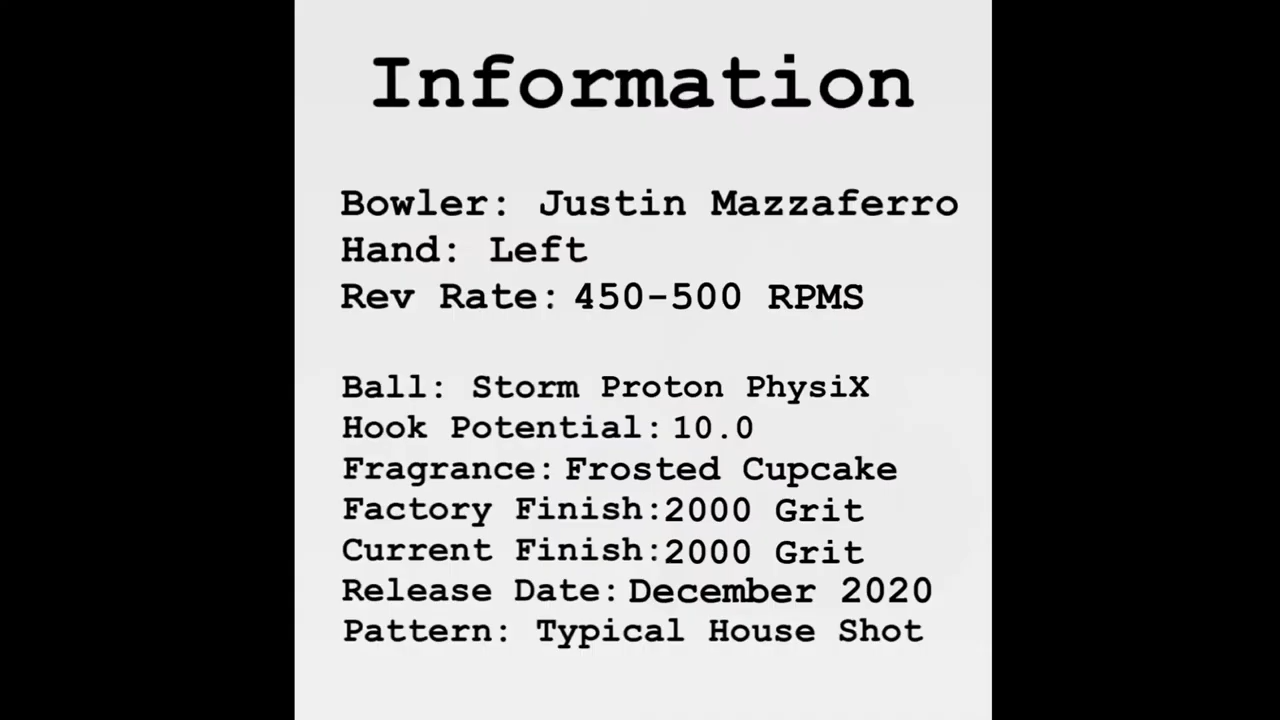 Information
Bowler: Justin Mazzaferro
Hand: Left
Rev Rate: 450-500 RPMS
Ball: Storm Proton PhysiX
Hook Potential: 10.0
Fragrance: Frosted Cupcake
Factory Finish:2000 Grit
Current Finish:2000 Grit
Release Date: December 2020
Pattern: Typical House Shot